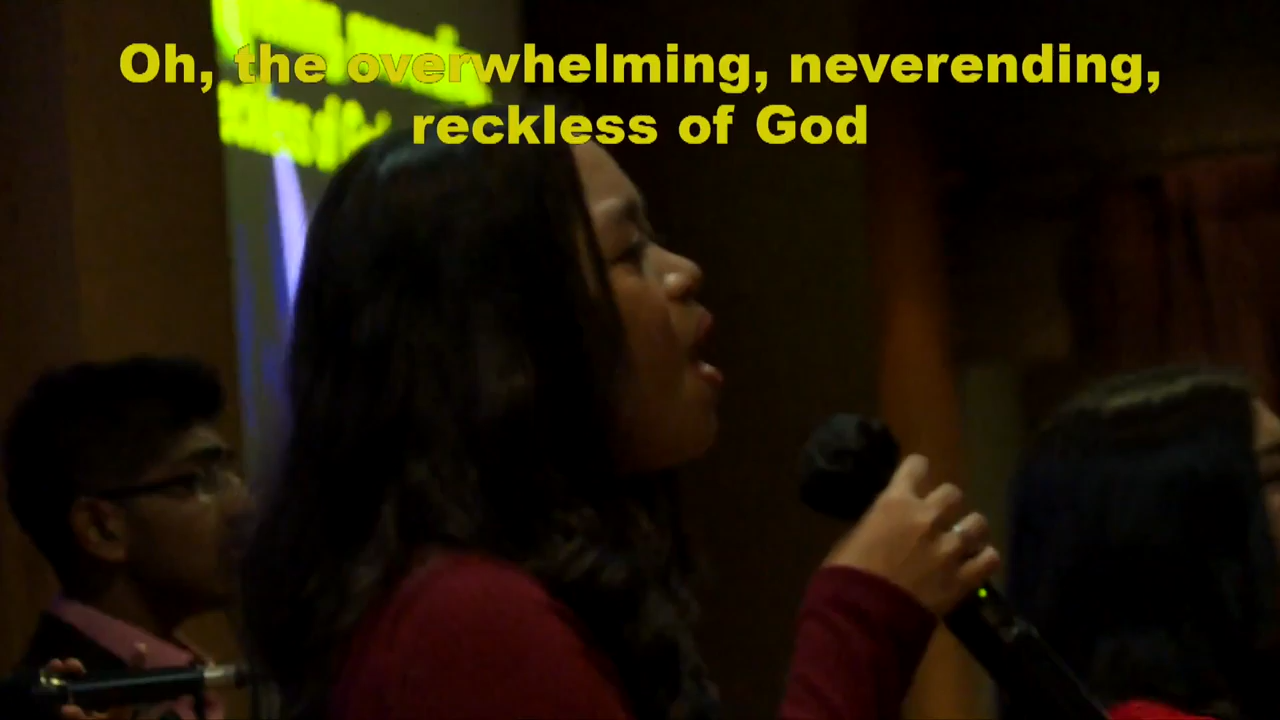 Oh, the overwhelming, neverending,
reckless of God